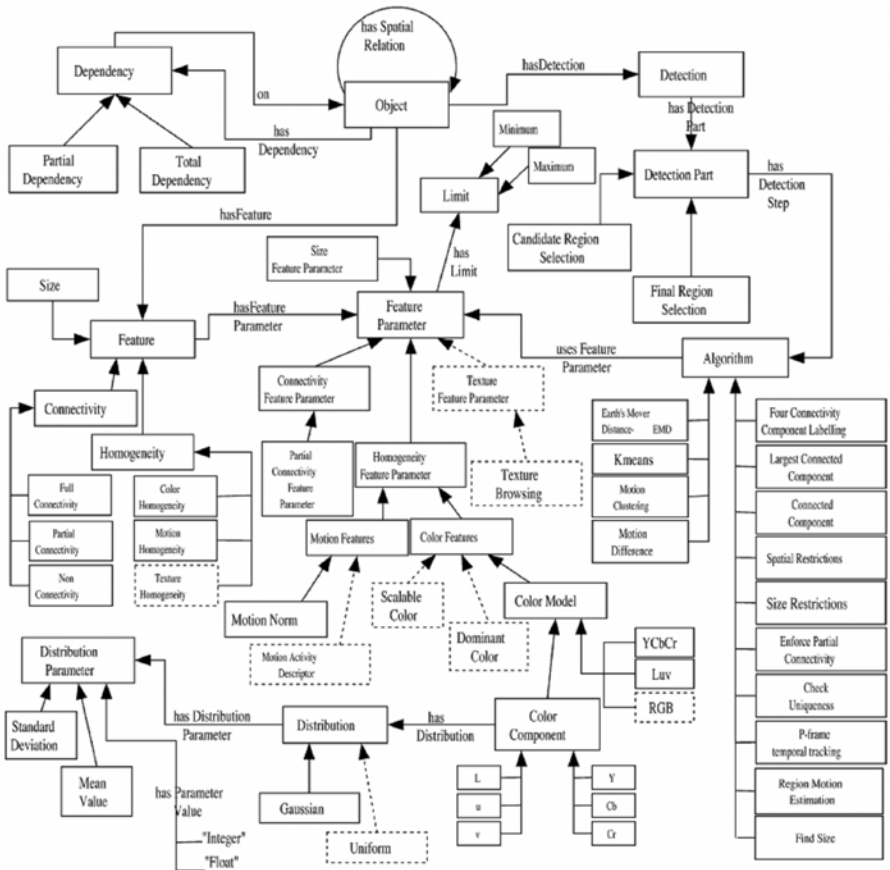 has Spatial
Relation
Dependency
on
Object
hasDetection
Detection
has
Dependency
has Detection
Part
Partial
Dependency
Total
Dependency
Minimum
Maximum
Limit
Detection Part
has
Detection
Step
hasFeature
has
Limit
Candidate Region
Selection
Final Region
Selection
Size
Feature Parameter
Size
Feature
hasFeature
Parameter
Feature
Parameter
uses Feature
Parameter
Algorithm
Connectivity
Homogeneity
Full
Connectivity
Partial
Connectivity
Non
Connectivity
Color
Homogeneity
Motion
Homogeneity
Texture
Homogeneity
Connectivity
Feature Parameter
Texture
Feature Parameter
Partial
Connectivity
Feature
Parameter
Homogeneity
Feature Parameter
Texture
Browsing
Motion Features
Color Features
Motion Norm
Motion Activity
Descriptor
Scalable
Color
Dominant
Color
Color Model
YCbCr
Luv
RGB
Earth's Mover
Distance- EMD
Kmeans
Motion
Clustering
Motion
Difference
Four Connectivity
Component Labelling
Largest Connected
Component
Connected
Component
Spatial Restrictions
Size Restrictions
Enforce Partial
Connectivity
Check
Uniqueness
P-frame
temporal tracking
Region Motion
Estimation
Find Size
Distribution
Parameter
Standard
Deviation
Mean
Value
has Distribution
Parameter
Distribution
has
Distribution
Color
Component
has Parameter
Value
"Integer"
"Float"
Gaussian
Uniform
L
u
v
Y
Cb
Cr